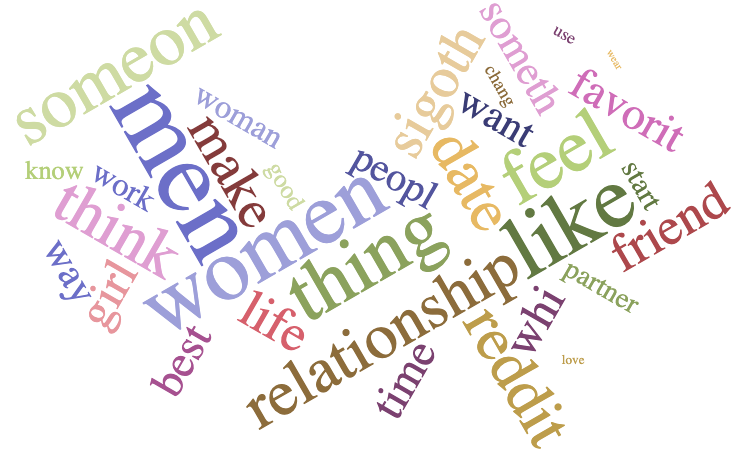 someon
someth
use
wear
sigoth
chang
favorit
woman
men
want
make
feel
date
peopl
good
know
work
start
think
women
like
friend
thing
way
girl
relationship
partner
life
whi
reddit
best
time
love